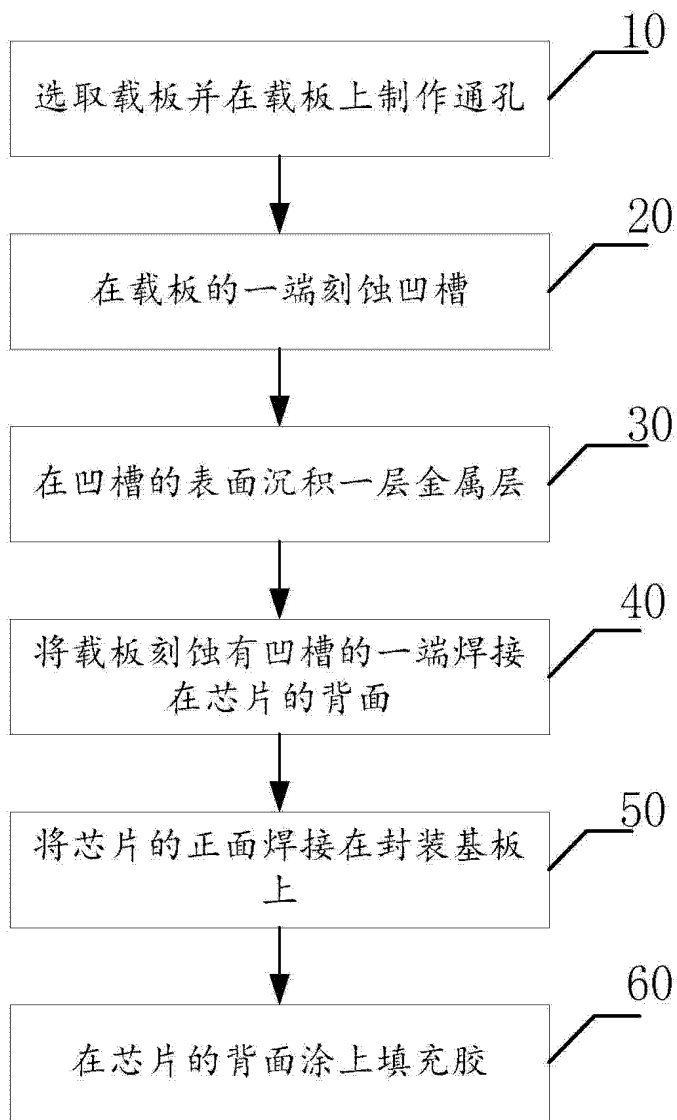 10
选取载板并在载板上制作通孔
20
在载板的一端刻蚀凹槽
30
在凹槽的表面沉积一层金属层
40
将载板刻蚀有凹槽的一端焊接
在芯片的背面
50
将芯片的正面焊接在封装基板
上
60
在芯片的背面涂上填充胶